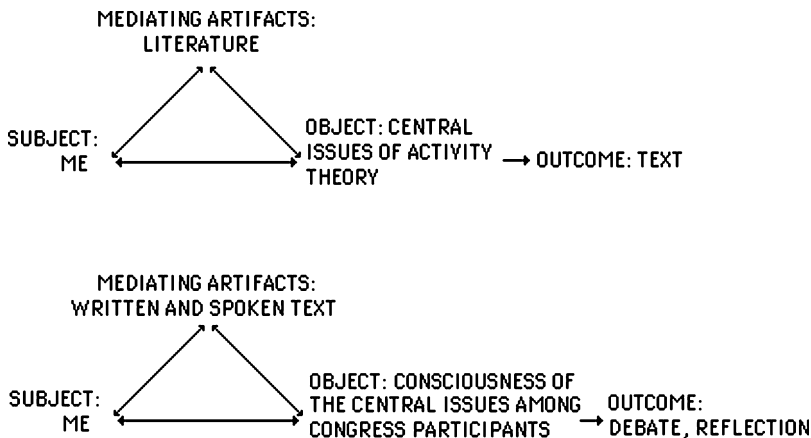 MEDIATING ARTIFACTS:
LITERATURE
SUBJECT:
ME
OBJECT: CENTRAL
ISSUES OF ACTIVITY
THEORY
OUTCOME: TEXT
MEDIATING ARTIFACTS:
WRITTEN AND SPOKEN TEXT
SUBJECT:
ME
OBJECT: CONSCIOUSNESS OF
THE CENTRAL ISSUES AMONG
CONGRESS PARTICIPANTS
OUTCOME:
DEBATE, REFLECTION